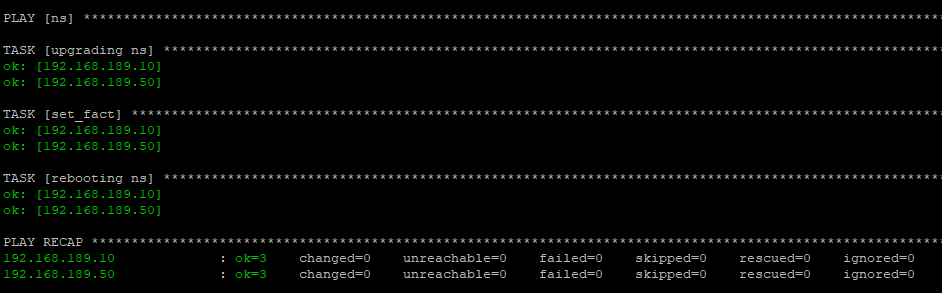 PLAY [ns] ************************************************************************************************************
TASK [upgrading ns] **************************************************************************************************
ok: [192.168.189.10]
ok: [192.168.189.50]
TASK [set_fact] ******************************************************************************************************
ok: [192.168.189.10]
ok: [192.168.189.50]
TASK [rebooting ns] **************************************************************************************************
ok: [192.168.189.10]
ok: [192.168.189.50]
PLAY RECAP ***********************************************************************************************************
192.168.189.10 : ok=3 changed=0 unreachable=0 failed=0 skipped=0 rescued=0 ignored=0
192.168.189.50 : ok=3 changed=0 unreachable=0 failed=0 skipped=0 rescued=0 ignored=0